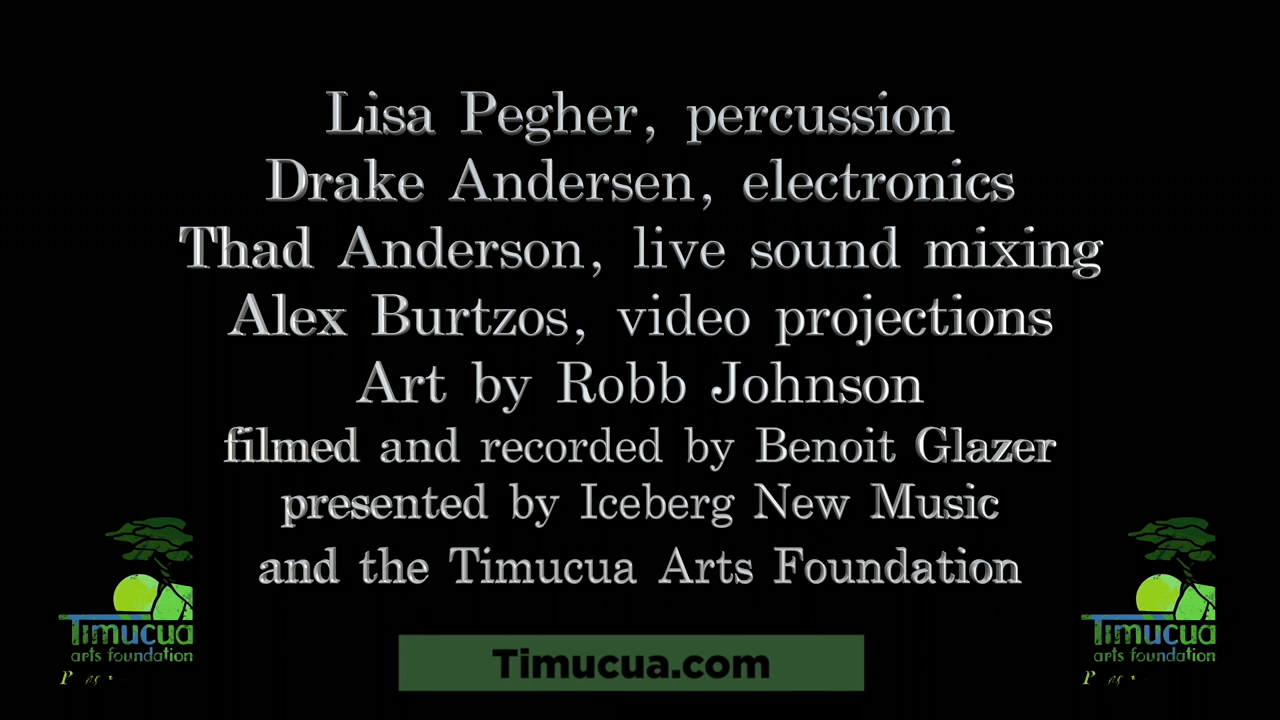 Lisa Pegher, percussion
Drake Andersen, electronics
Thad Anderson, live sound mixing
Alex Burtzos, video projections
Art by Robb Johnson
filmed and recorded by Benoit Glazer
presented by Iceberg New Music
and the Timucua Arts Foundation
Timucua
arts foundation
Timucua
arts foundation
Timucua.com